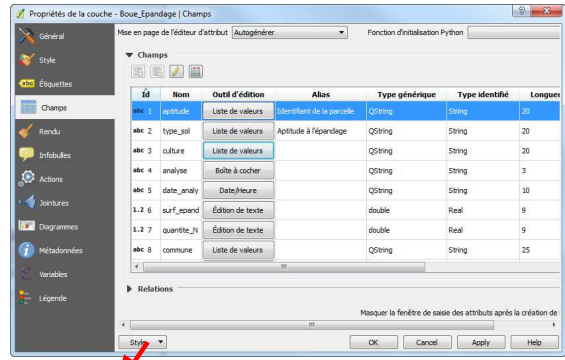 Propriétés de la couche - Boue_Epandage | Champs
Général
Style
abc Étiquettes
Champs
Rendu
Infobulles
Actions
Jointures
Diagrammes
Métadonnées
Variables
Légende
Mise en page de l'éditeur d'attribut Autogénérer Fonction d'initialisation Python
Champs
Id Nom Outil d'édition Alias Type générique Type identifié Longueu
abc 1 aptitude Liste de valeurs Identifiant de la parcelle QString String 20
abc 2 type_sol Liste de valeurs Aptitude à l'épandage QString String 20
abc 3 culture Liste de valeurs QString String 20
abc 4 analyse Boîte à cocher QString String 3
abc 5 date_analy Date/Heure QString String 10
1.2 6 surf_epand Édition de texte double Real 9
1.2 7 quantite_N Édition de texte double Real 9
abc 8 commune Liste de valeurs QString String 25
Relations
Masquer la fenêtre de saisie des attributs après la création de
Style OK Cancel Apply Help